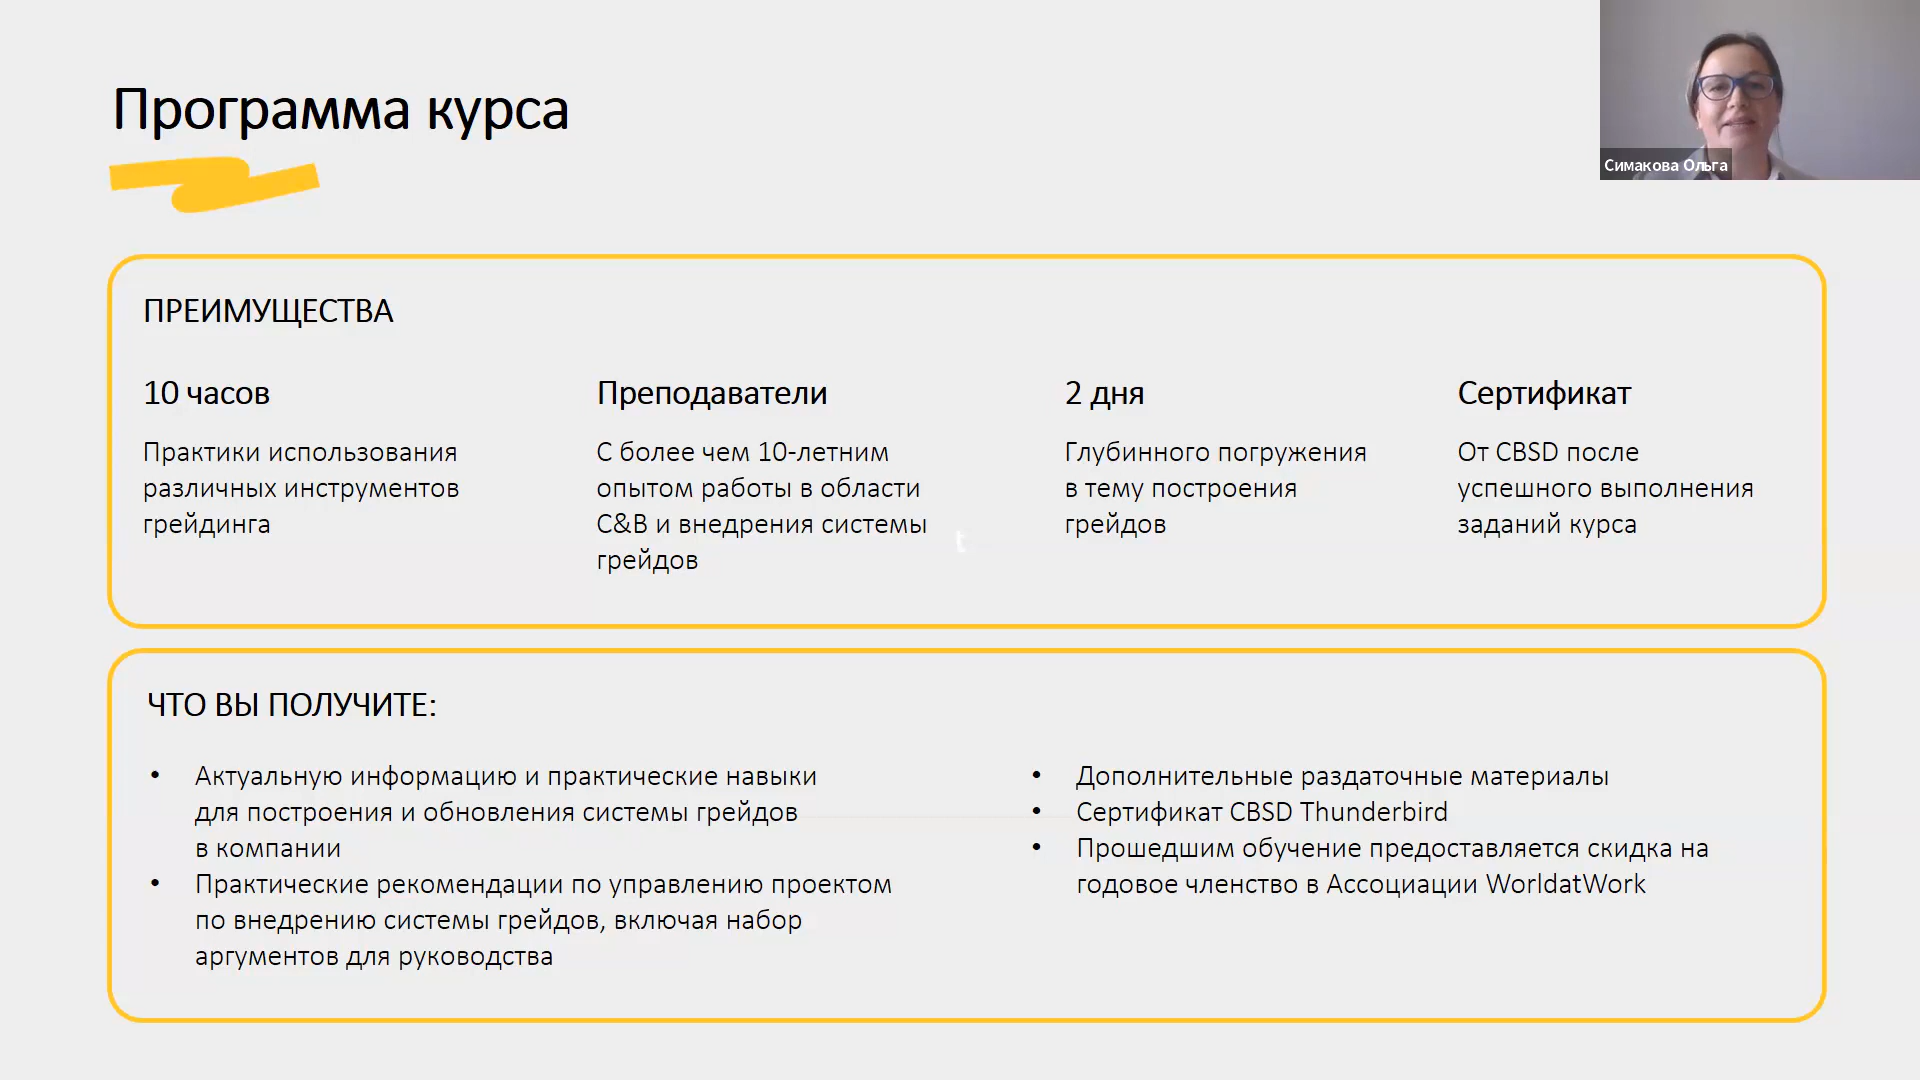 Программа курса
Симакова Ольга
ПРЕИМУЩЕСТВА
10 часов
Практики использования
различных инструментов
грейдинга
Преподаватели
С более чем 10-летним
опытом работы в области
C&B и внедрения системы
грейдов
2 дня
Глубинного погружения
в тему построения
грейдов
Сертификат
От CBSD после
успешного выполнения
заданий курса
t
ЧТО ВЫ ПОЛУЧИТЕ:
• Актуальную информацию и практические навыки
для построения и обновления системы грейдов
в компании
• Практические рекомендации по управлению проектом
по внедрению системы грейдов, включая набор
аргументов для руководства
• Дополнительные раздаточные материалы
• Сертификат CBSD Thunderbird
• Прошедшим обучение предоставляется скидка на
годовое членство в Ассоциации WorldatWork